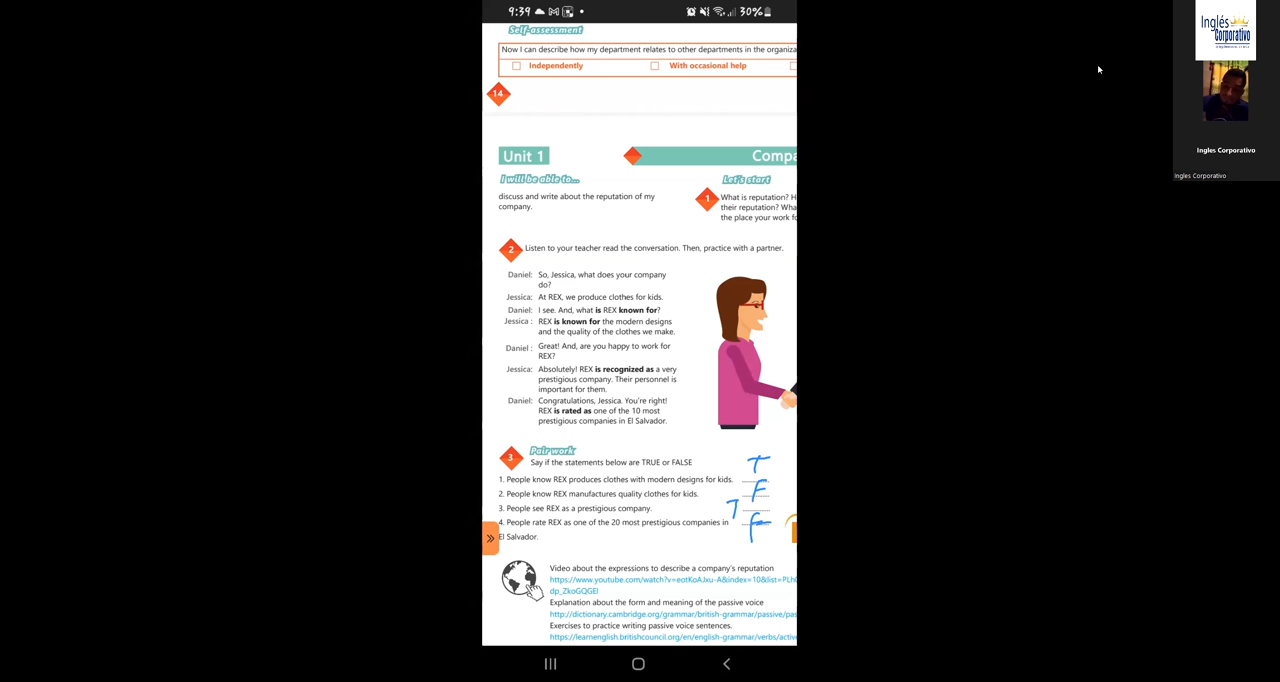 9:39
30%
Self-assessment
Now I can describe how my department relates to other departments in the organiza
Independently
With occasional help
14
Unit 1
Compa
I will be able to...
Let's start
discuss and write about the reputation of my
company.
1
What is reputation? H
their reputation? Wha
the place your work fo
2
Listen to your teacher read the conversation. Then, practice with a partner.
Daniel: So, Jessica, what does your company
do?
Jessica: At REX, we produce clothes for kids.
Daniel: I see. And, what is REX known for?
Jessica : REX is known for the modern designs
and the quality of the clothes we make.
Daniel : Great! And, are you happy to work for
REX?
Jessica: Absolutely! REX is recognized as a very
prestigious company. Their personnel is
important for them.
Daniel: Congratulations, Jessica. You're right!
REX is rated as one of the 10 most
prestigious companies in El Salvador.
3
Pair work
Say if the statements below are TRUE or FALSE
1. People know REX produces clothes with modern designs for kids. T
2. People know REX manufactures quality clothes for kids. F
3. People see REX as a prestigious company. T
4. People rate REX as one of the 20 most prestigious companies in F
El Salvador.
Video about the expressions to describe a company's reputation
https://www.youtube.com/watch?v=eotKoAJxu-A&index=10&list=PLh
dp_ZkoGQGEI
Explanation about the form and meaning of the passive voice
http://dictionary.cambridge.org/grammar/british-grammar/passive/pas
Exercises to practice writing passive voice sentences.
https://learnenglish.britishcouncil.org/en/english-grammar/verbs/active
Inglés
Corporativo
Ingles Corporativo
Ingles Corporativo